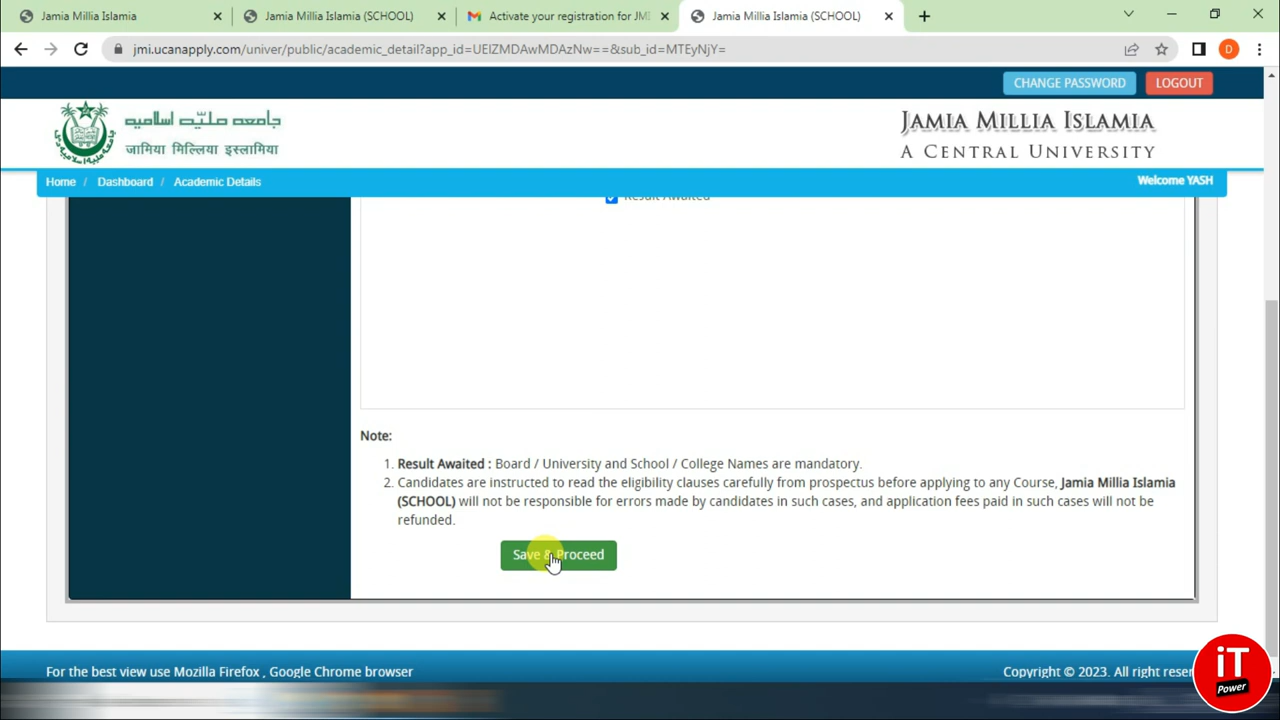 Jamia Millia Islamia
Jamia Millia Islamia (SCHOOL)
Activate your registration for JMI
Jamia Millia Islamia (SCHOOL)
jmi.ucanapply.com/univer/public/academic_detail?app_id=UElZMDAwMDAzNw==&sub_id=MTEyNjY=
D
CHANGE PASSWORD
LOGOUT
جامعہ ملیہ اسلامیہ
जामिया मिल्लिया इस्लामिया
JAMIA MILLIA ISLAMIA
A CENTRAL UNIVERSITY
Home / Dashboard / Academic Details
Welcome YASH
Result Awaited
Note:
1. Result Awaited : Board / University and School / College Names are mandatory.
2. Candidates are instructed to read the eligibility clauses carefully from prospectus before applying to any Course, Jamia Millia Islamia
(SCHOOL) will not be responsible for errors made by candidates in such cases, and application fees paid in such cases will not be
refunded.
Save & Proceed
For the best view use Mozilla Firefox , Google Chrome browser
Copyright © 2023. All right
iT
Power